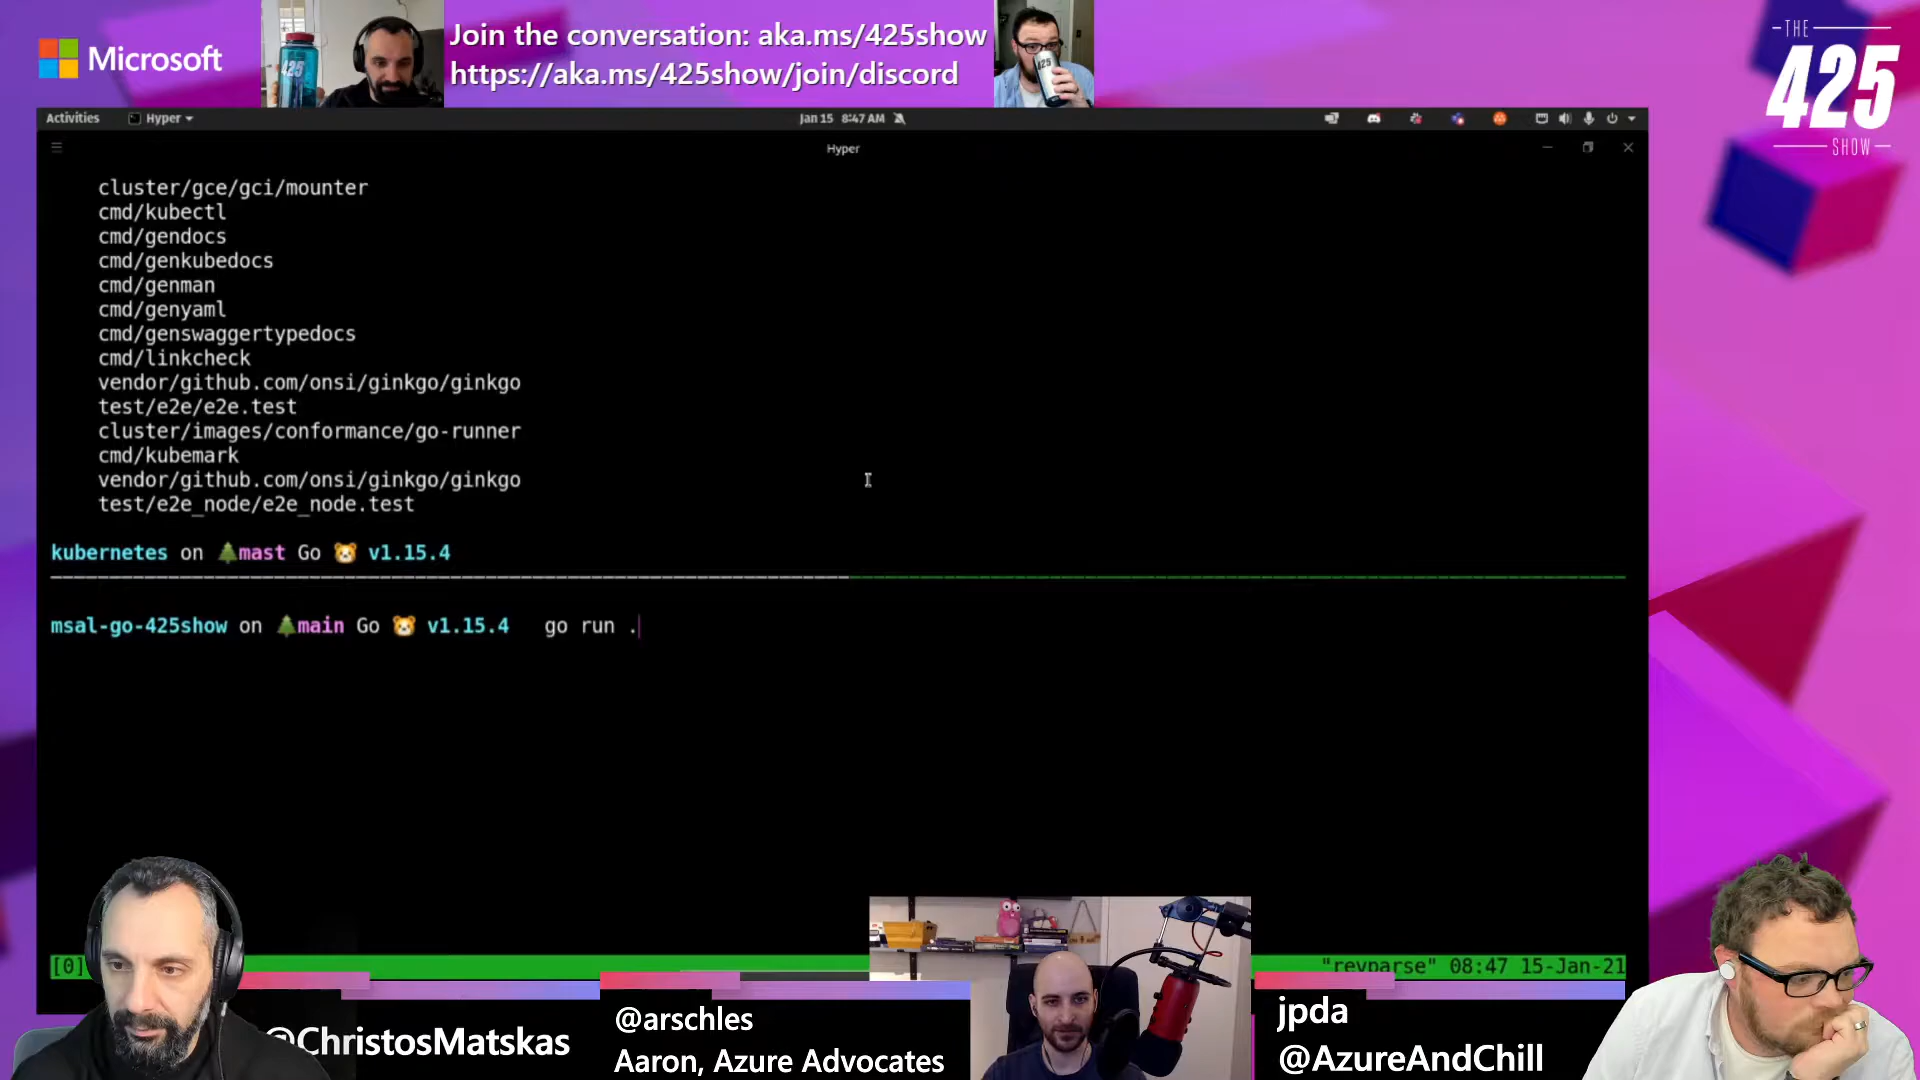 Microsoft
425
Join the conversation: aka.ms/425show
https://aka.ms/425show/join/discord
425
THE
425
SHOW
Activities
Hyper
Jan 15 8:47 AM
Hyper
cluster/gce/gci/mounter
cmd/kubectl
cmd/gendocs
cmd/genkubedocs
cmd/genman
cmd/genyaml
cmd/genswaggertypedocs
cmd/linkcheck
vendor/github.com/onsi/ginkgo/ginkgo
test/e2e/e2e.test
cluster/images/conformance/go-runner
cmd/kubemark
vendor/github.com/onsi/ginkgo/ginkgo
test/e2e_node/e2e_node.test
kubernetes on 🌲mast Go 🐹 v1.15.4
msal-go-425show on 🌲main Go 🐹 v1.15.4 go run .
[0] "revparse" 08:47 15-Jan-21
@ChristosMatskas
@arschles
Aaron, Azure Advocates
jpda
@AzureAndChill